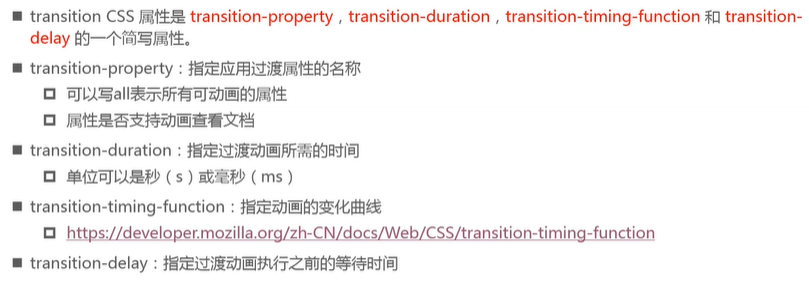 ■ transition CSS 属性是 transition-property，transition-duration，transition-timing-function 和 transition-
delay 的一个简写属性。
■ transition-property：指定应用过渡属性的名称
可以写all表示所有可动画的属性
属性是否支持动画查看文档
■ transition-duration：指定过渡动画所需的时间
单位可以是秒（s）或毫秒（ms）
■ transition-timing-function：指定动画的变化曲线
https://developer.mozilla.org/zh-CN/docs/Web/CSS/transition-timing-function
■ transition-delay：指定过渡动画执行之前的等待时间